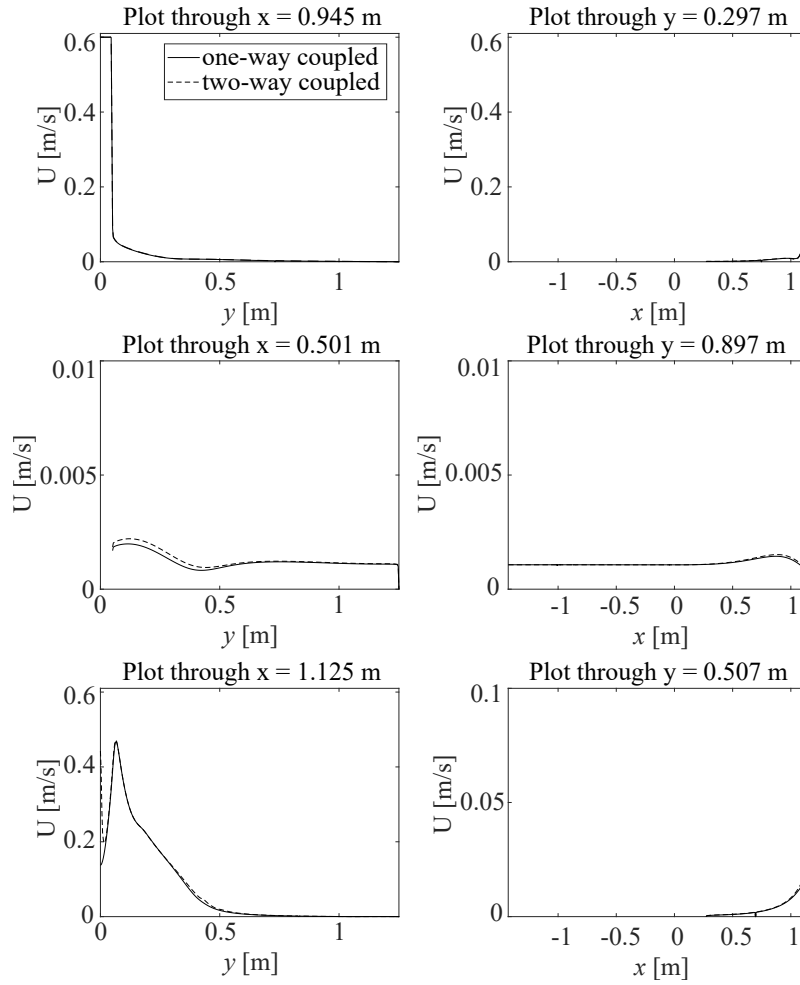 Plot through x = 0.945 m
0.6
0.4
0.2
0
U [m/s]
one-way coupled
two-way coupled
0 0.5 1
y [m]
Plot through y = 0.297 m
0.6
0.4
0.2
0
U [m/s]
-1 -0.5 0 0.5 1
x [m]
Plot through x = 0.501 m
0.01
0.005
0
U [m/s]
0 0.5 1
y [m]
Plot through y = 0.897 m
0.01
0.005
0
U [m/s]
-1 -0.5 0 0.5 1
x [m]
Plot through x = 1.125 m
0.6
0.4
0.2
0
U [m/s]
0 0.5 1
y [m]
Plot through y = 0.507 m
0.1
0.05
0
U [m/s]
-1 -0.5 0 0.5 1
x [m]